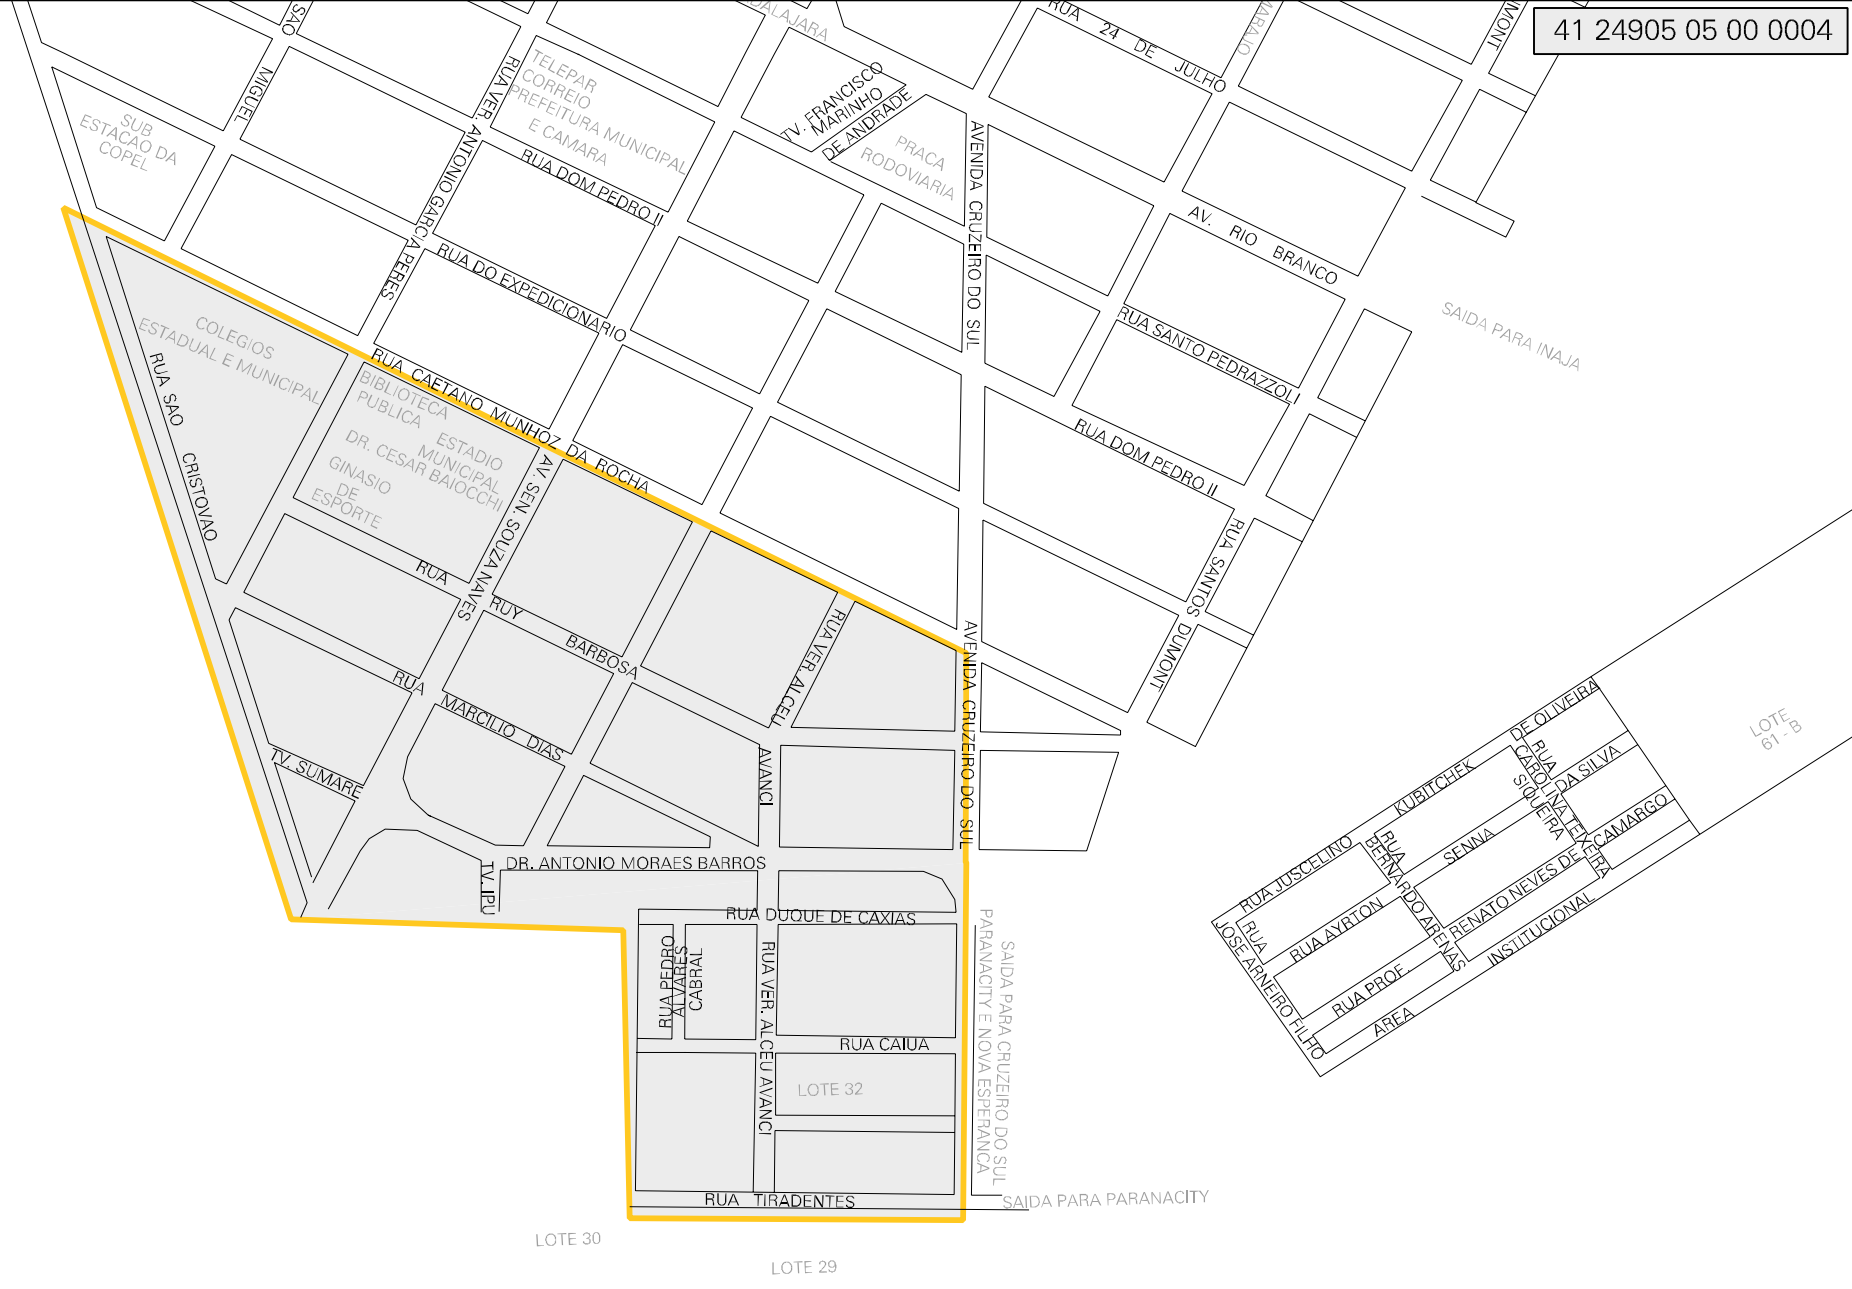 41 24905 05 00 0004
SAO
MIGUEL
RUA VER. ANTONIO GARCIA PERES
TELEPAR
CORREIO
PREFEITURA MUNICIPAL
E CAMARA
SUB
ESTACAO DA
COPEL
DALAJARA
TV. FRANCISCO
MARINHO
DE ANDRADE
PRACA
RODOVIARIA
RUA 24 DE JULHO
MARAJO
UMONT
RUA DOM PEDRO II
RUA DO EXPEDICIONARIO
AVENIDA CRUZEIRO DO SUL
AV. RIO BRANCO
RUA SANTO PEDRAZZOLI
RUA DOM PEDRO II
SAIDA PARA INAJA
RUA SANTOS DUMONT
COLEGIOS
ESTADUAL E MUNICIPAL
RUA SAO CRISTOVAO
RUA CAETANO MUNHOZ DA ROCHA
BIBLIOTECA
PUBLICA
ESTADIO
MUNICIPAL
DR. CESAR BAIOCCHI
GINASIO
DE
ESPORTE
AV. SEN. SOUZA NAVES
RUA RUY BARBOSA
RUA MARCILIO DIAS
TV. SUMARE
RUA VER. ALCEU
AVANCI
AVENIDA CRUZEIRO DO SUL
DR. ANTONIO MORAES BARROS
TV. IPU
RUA DUQUE DE CAXIAS
RUA PEDRO
ALVARES
CABRAL
RUA VER. ALCEU AVANCI
RUA CAIUA
LOTE 32
RUA TIRADENTES
SAIDA PARA CRUZEIRO DO SUL
PARANACITY E NOVA ESPERANCA
SAIDA PARA PARANACITY
LOTE 30
LOTE 29
LOTE
61 - B
RUA JUSCELINO KUBITCHEK DE OLIVEIRA
RUA AYRTON SENNA DA SILVA
RUA PROF. RENATO NEVES DE CAMARGO
AREA INSTITUCIONAL
RUA
JOSE ARNEIRO FILHO
RUA
BERNARDO ARENAS
RUA
CAROLINA TEIXEIRA
SIQUEIRA